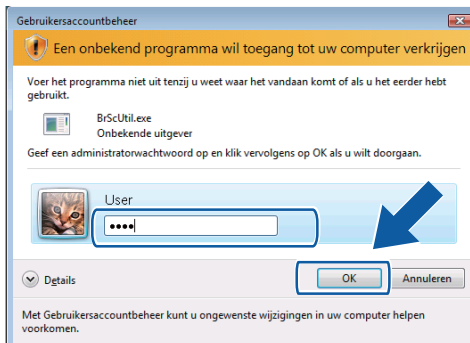 Gebruikersaccountbeheer
Een onbekend programma wil toegang tot uw computer verkrijgen
Voer het programma niet uit tenzij u weet waar het vandaan komt of als u het eerder hebt
gebruikt.
BrScUtil.exe
Onbekende uitgever
Geef een administratorwachtwoord op en klik vervolgens op OK als u wilt doorgaan.
User
••••
Details
OK
Annuleren
Met Gebruikersaccountbeheer kunt u ongewenste wijzigingen in uw computer helpen
voorkomen.